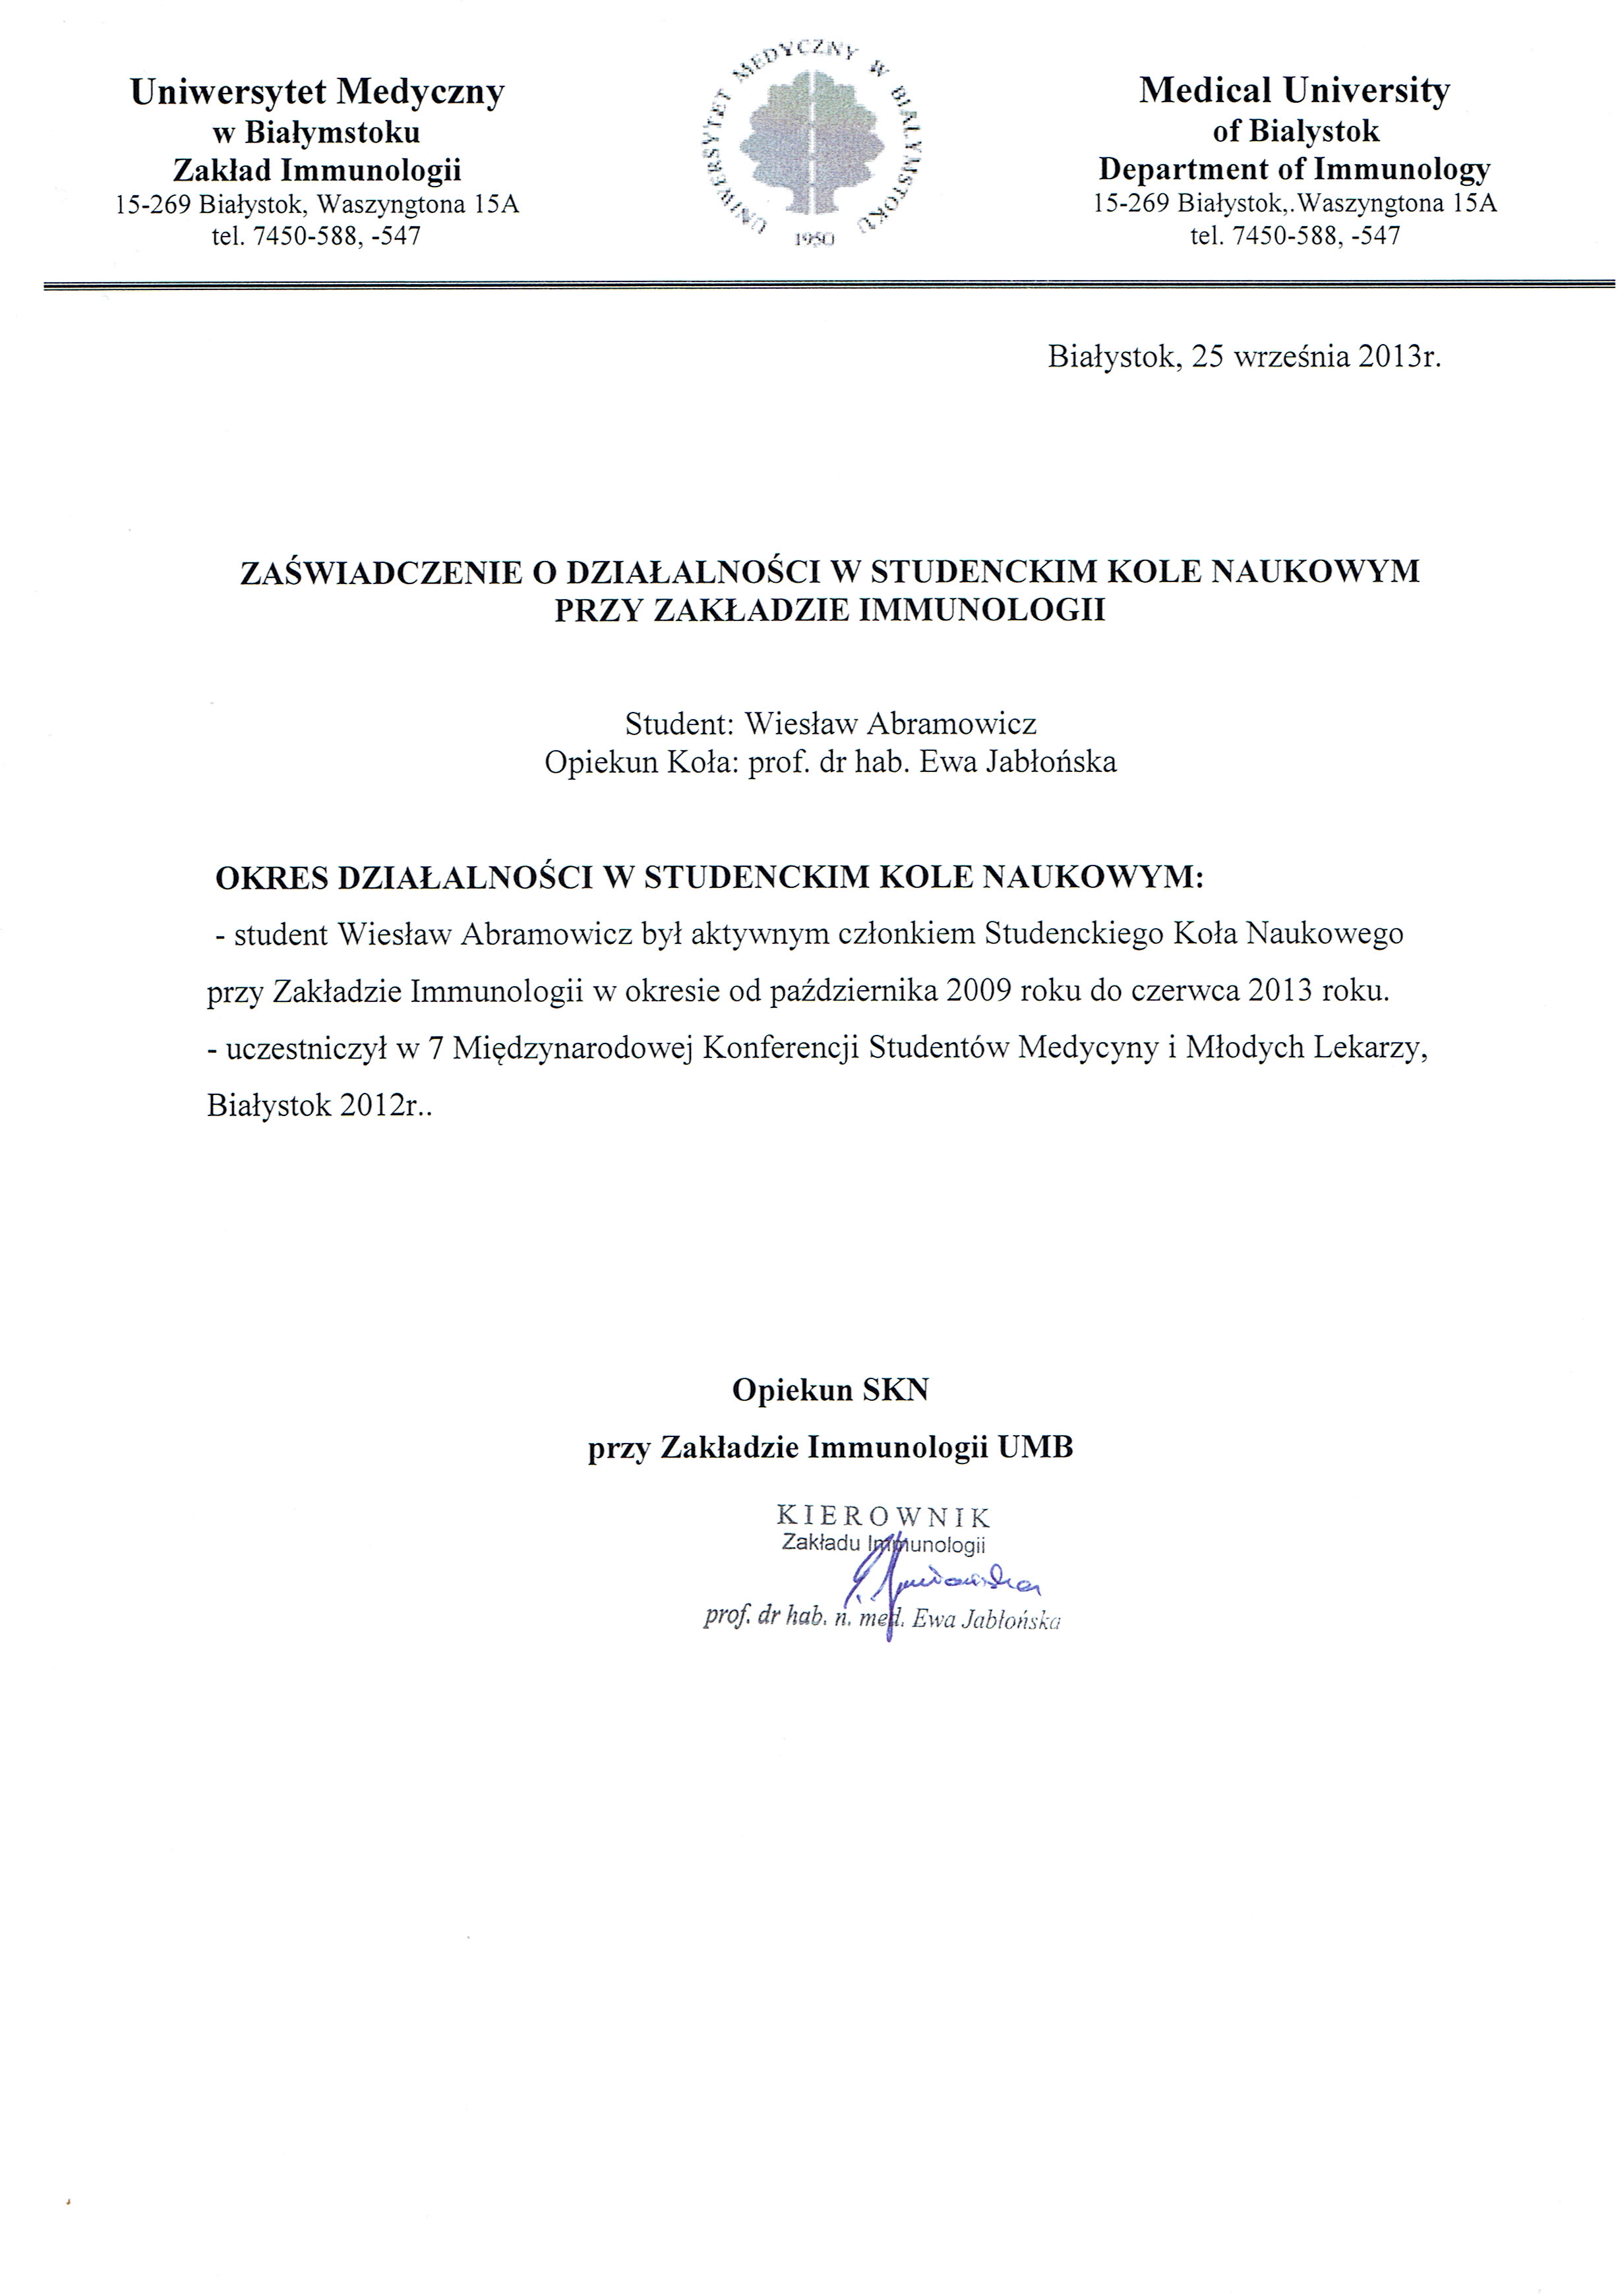 Uniwersytet Medyczny
w Białymstoku
Zakład Immunologii
15-269 Białystok, Waszyngtona 15A
tel. 7450-588, -547
UNIWERSYTET MEDYCZNY W BIAŁYMSTOKU
1950
Medical University
of Bialystok
Department of Immunology
15-269 Białystok,.Waszyngtona 15A
tel. 7450-588, -547
Białystok, 25 września 2013r.
ZAŚWIADCZENIE O DZIAŁALNOŚCI W STUDENCKIM KOLE NAUKOWYM
PRZY ZAKŁADZIE IMMUNOLOGII
Student: Wiesław Abramowicz
Opiekun Koła: prof. dr hab. Ewa Jabłońska
OKRES DZIAŁALNOŚCI W STUDENCKIM KOLE NAUKOWYM:
- student Wiesław Abramowicz był aktywnym członkiem Studenckiego Koła Naukowego
przy Zakładzie Immunologii w okresie od października 2009 roku do czerwca 2013 roku.
- uczestniczył w 7 Międzynarodowej Konferencji Studentów Medycyny i Młodych Lekarzy,
Białystok 2012r..
Opiekun SKN
przy Zakładzie Immunologii UMB
KIEROWNIK
Zakładu Immunologii
prof. dr hab. n. med. Ewa Jabłońska